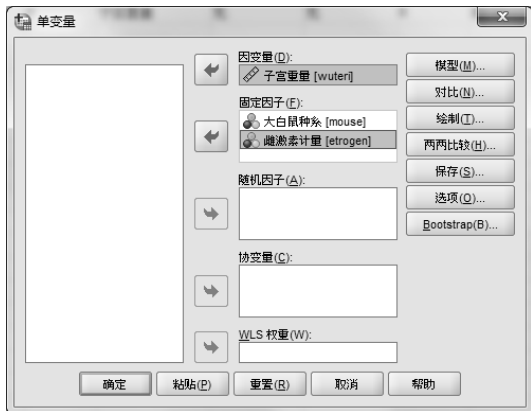 单变量
因变量(D):
子宫重量 [wuteri]
固定因子(F):
大白鼠种系 [mouse]
雌激素计量 [etrogen]
随机因子(A):
协变量(C):
WLS 权重(W):
模型(M)...
对比(N)...
绘制(T)...
两两比较(H)...
保存(S)...
选项(O)...
Bootstrap(B)...
确定
粘贴(P)
重置(R)
取消
帮助